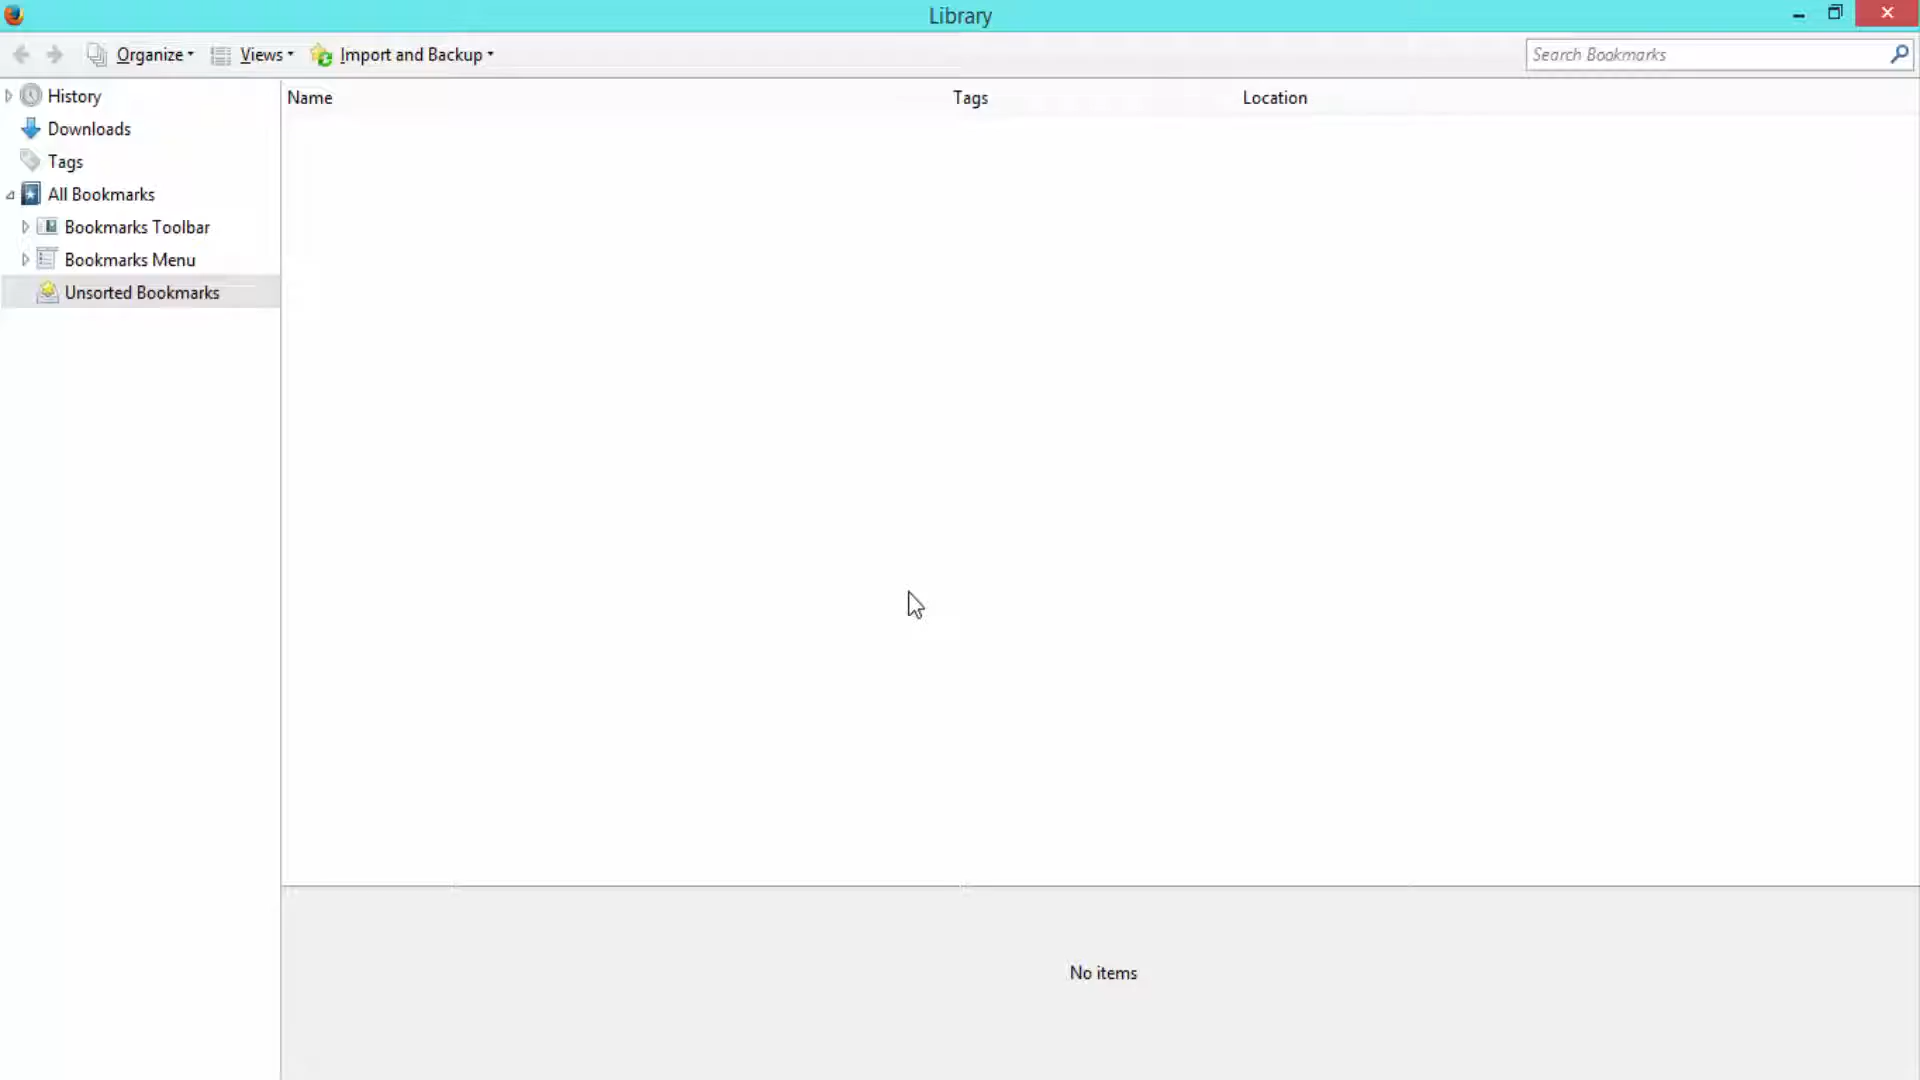 Library
Organize Views Import and Backup Search Bookmarks
History
Downloads
Tags
All Bookmarks
Bookmarks Toolbar
Bookmarks Menu
Unsorted Bookmarks
Name Tags Location
No items